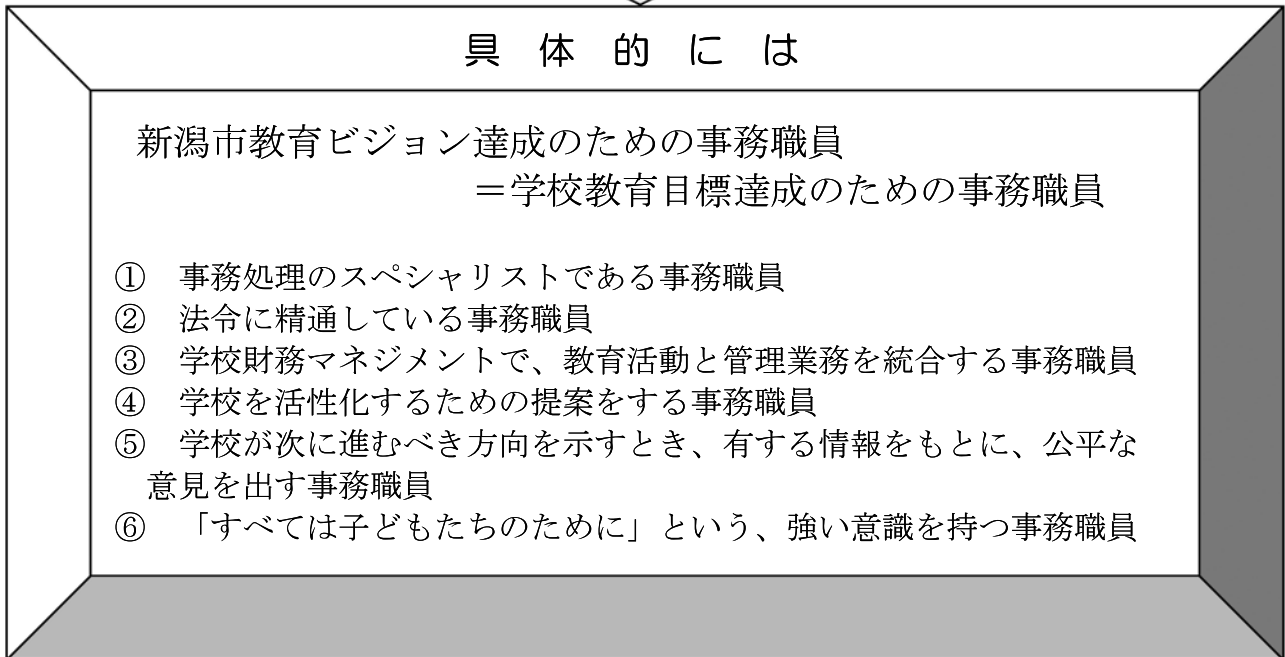 具 体 的 に は
新潟市教育ビジョン達成のための事務職員
＝学校教育目標達成のための事務職員
① 事務処理のスペシャリストである事務職員
② 法令に精通している事務職員
③ 学校財務マネジメントで、教育活動と管理業務を統合する事務職員
④ 学校を活性化するための提案をする事務職員
⑤ 学校が次に進むべき方向を示すとき、有する情報をもとに、公平な
意見を出す事務職員
⑥ 「すべては子どもたちのために」という、強い意識を持つ事務職員